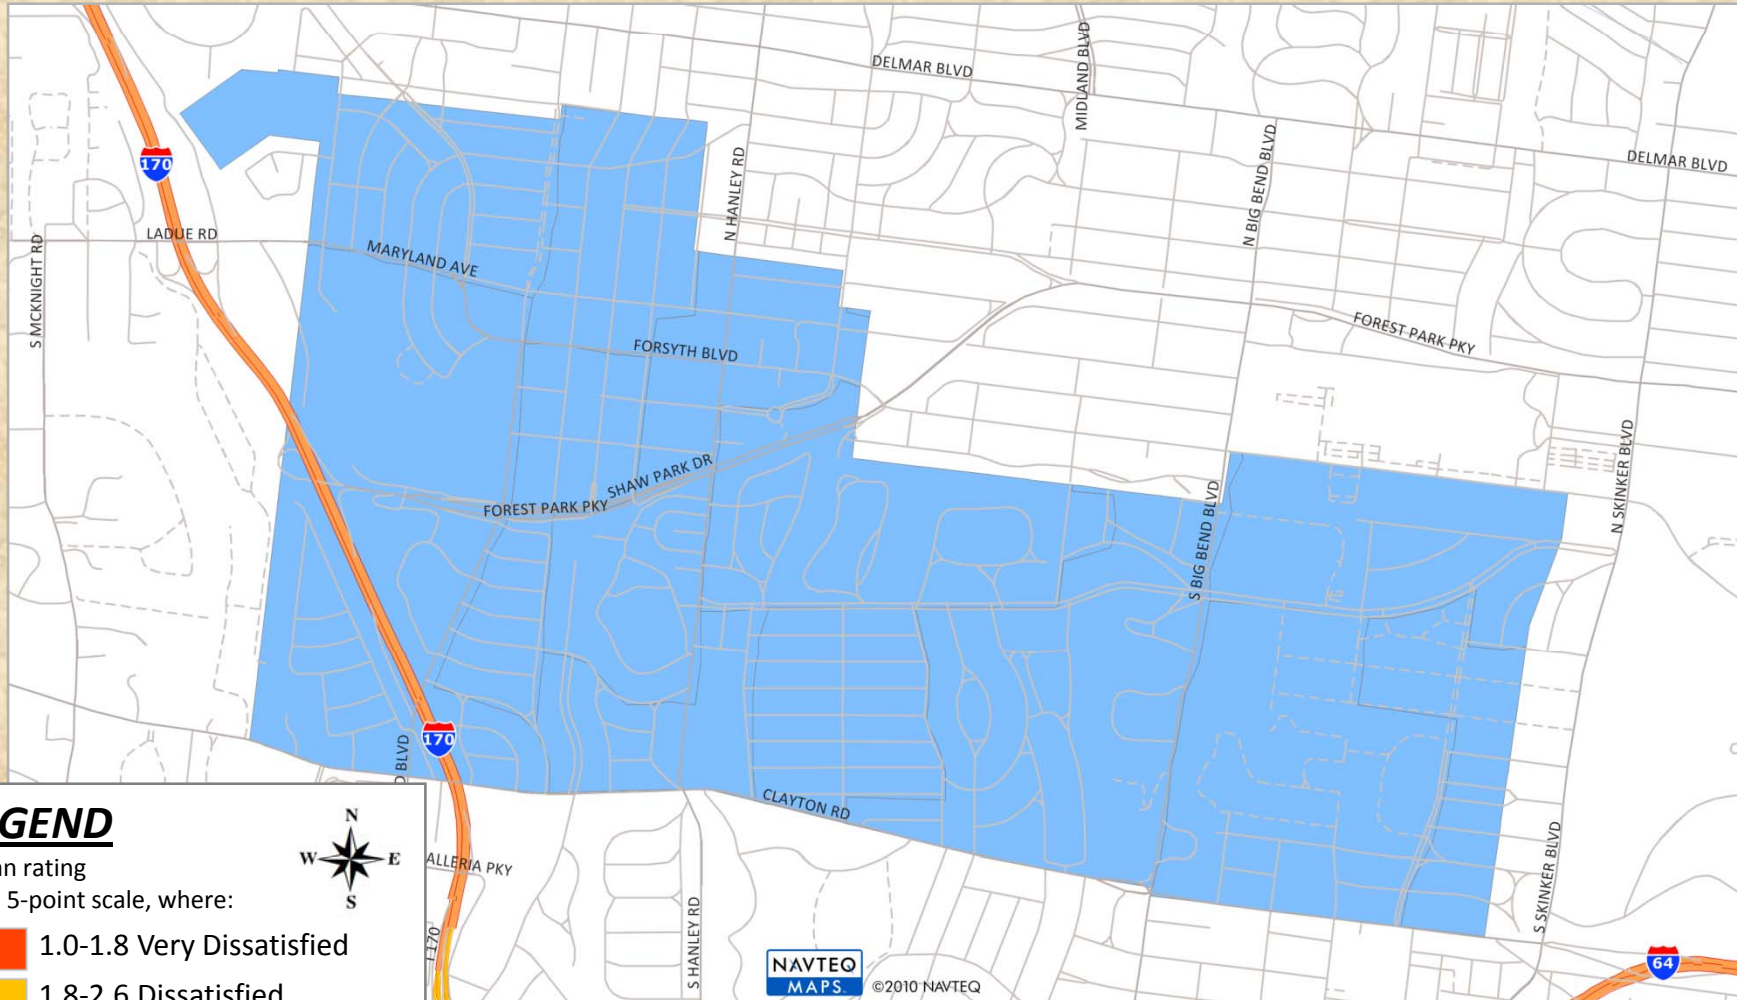 DELMAR BLVD
MIDLAND BLVD
DELMAR BLVD
N BIG BEND BLVD
170
N HANLEY RD
LADUE RD
S MCKNIGHT RD
MARYLAND AVE
FORSYTH BLVD
FOREST PARK PKY
N SKINKER BLVD
SHAW PARK DR
FOREST PARK PKY
S BIG BEND BLVD
170
D BLVD
CLAYTON RD
S SKINKER BLVD
ALLERIA PKY
S HANLEY RD
I 170
64
GEND
N
W E
S
an rating
5-point scale, where:
1.0-1.8 Very Dissatisfied
1.8-2.6 Dissatisfied
NAVTEQ
MAPS
©2010 NAVTEQ